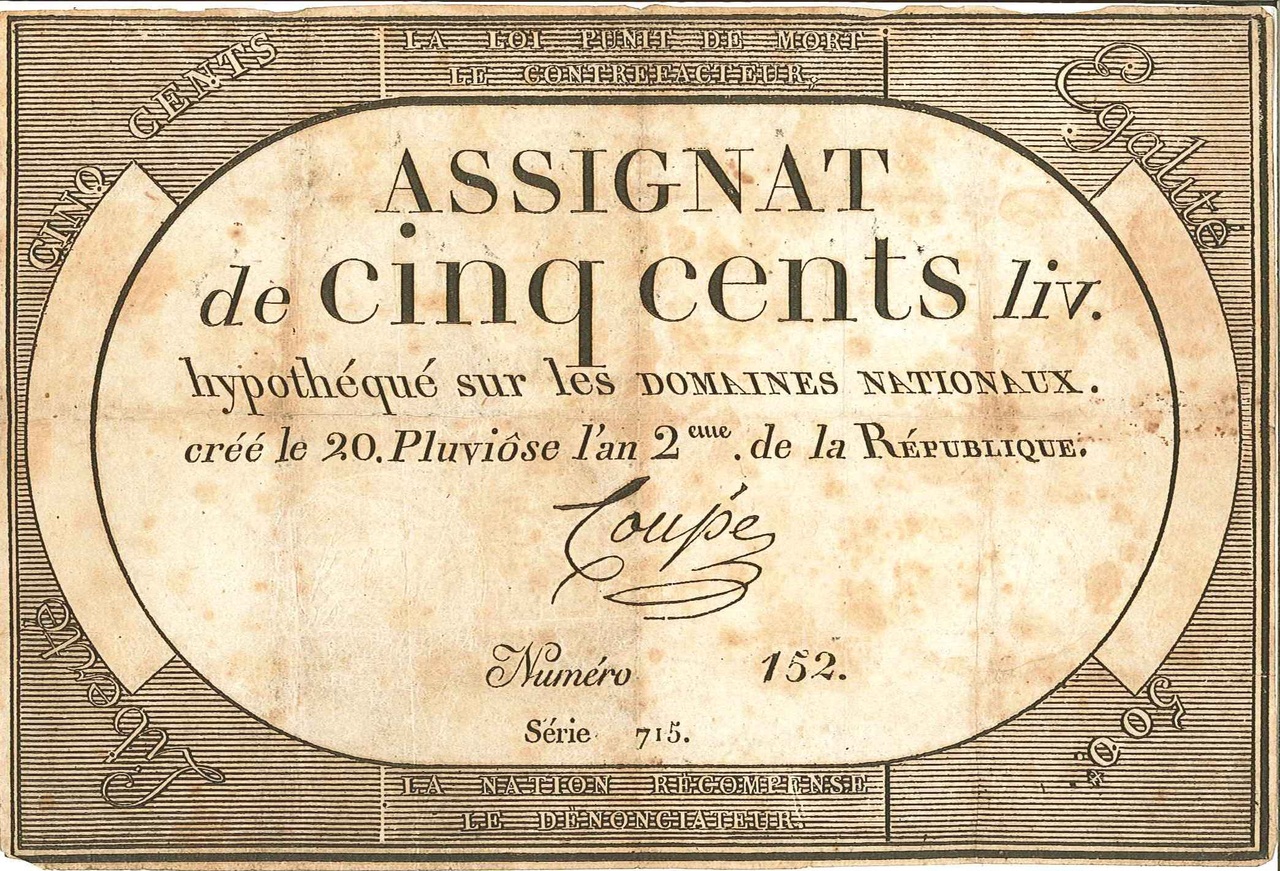 LA LOI PUNIT DE MORT
LE CONTREFACTEUR.
CINQ CENTS
Egalité
ASSIGNAT
de cinq cents liv.
hypothéqué sur les DOMAINES NATIONAUX.
créé le 20. Pluviôse l'an 2eme. de la RÉPUBLIQUE.
Coupé
Numéro 152.
Série 715.
Liberté
500#
LA NATION RÉCOMPENSE
LE DÉNONCIATEUR.